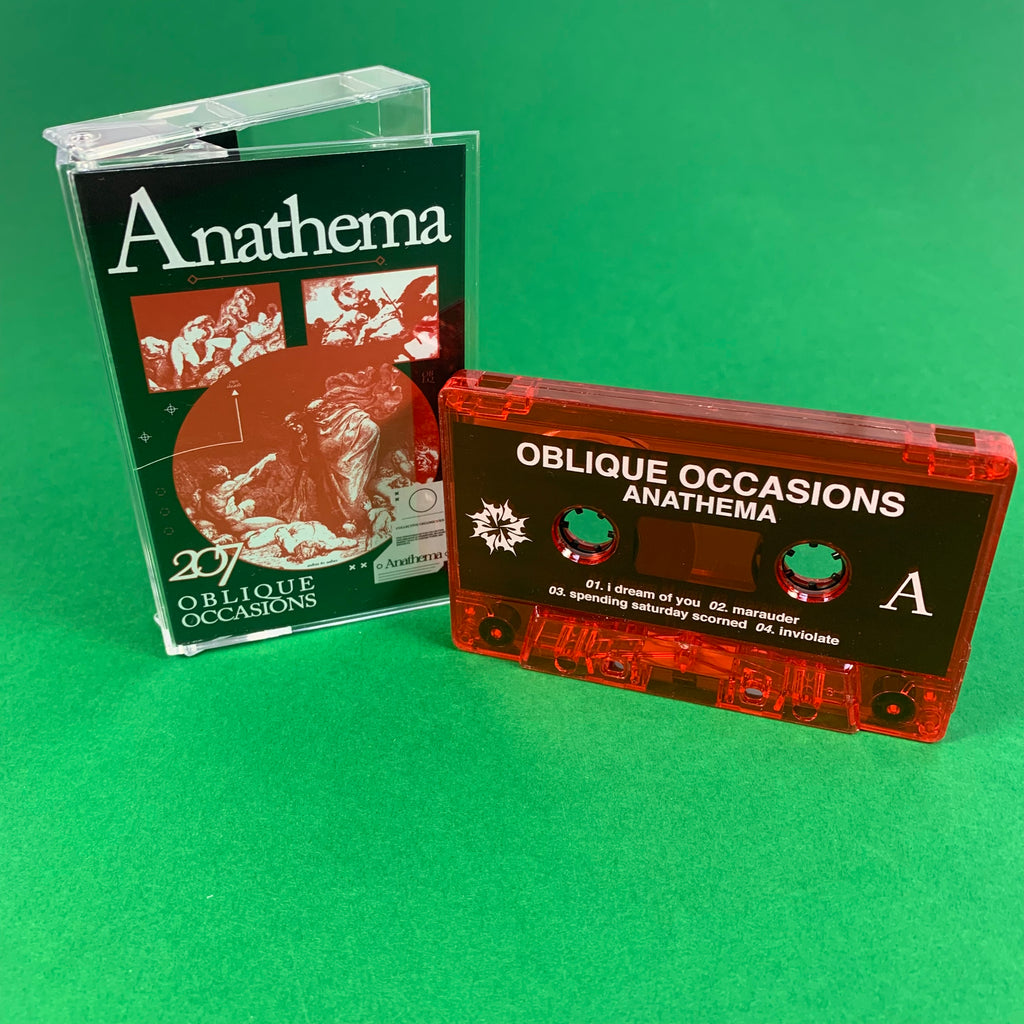 Anathema
207
OBLIQUE
OCCASIONS
Anathema
OBLIQUE OCCASIONS
ANATHEMA
A
01. i dream of you 02. marauder
03. spending saturday scorned 04. inviolate